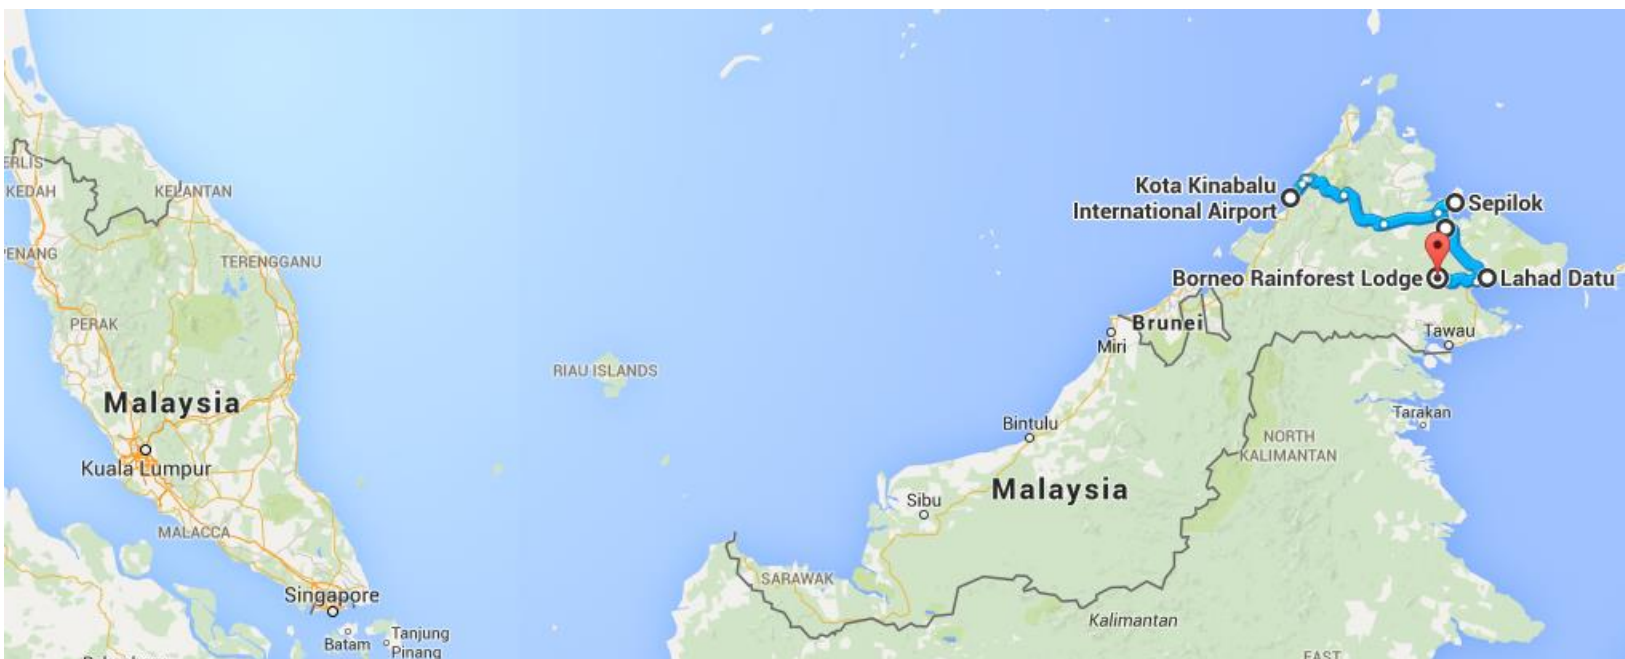 ERLIS
KEDAH
KELANTAN
PENANG
TERENGGANU
PERAK
Malaysia
Kuala Lumpur
MALACCA
Singapore
Batam
Tanjung
Pinang
RIAU ISLANDS
Kota Kinabalu
International Airport
Sepilok
Borneo Rainforest Lodge
Lahad Datu
Brunei
Miri
Tawau
Tarakan
Bintulu
NORTH
KALIMANTAN
Malaysia
Sibu
SARAWAK
Kalimantan
EAST